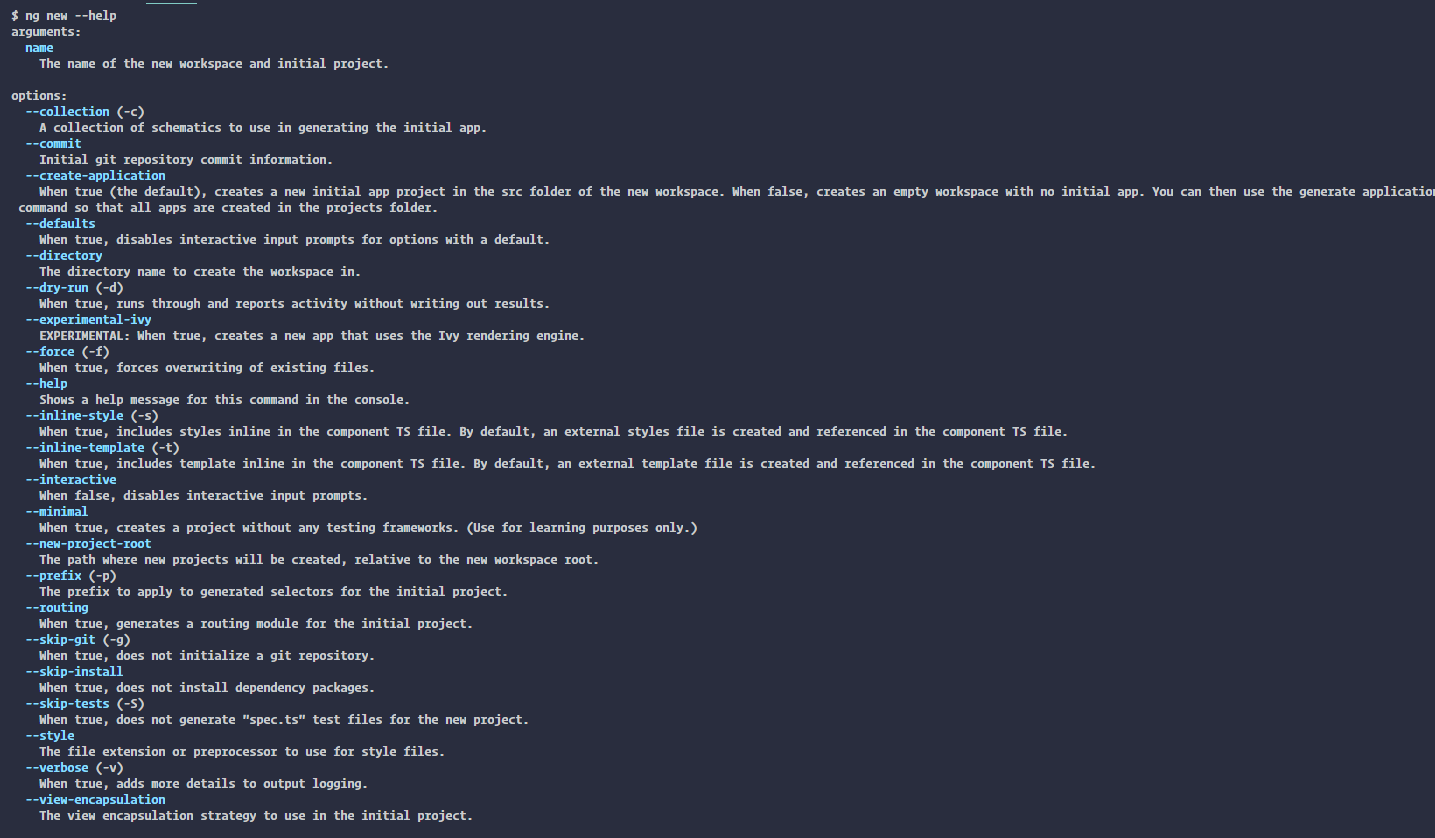 $ ng new --help
arguments:
  name
    The name of the new workspace and initial project.

options:
  --collection (-c)
    A collection of schematics to use in generating the initial app.
  --commit
    Initial git repository commit information.
  --create-application
    When true (the default), creates a new initial app project in the src folder of the new workspace. When false, creates an empty workspace with no initial app. You can then use the generate application
 command so that all apps are created in the projects folder.
  --defaults
    When true, disables interactive input prompts for options with a default.
  --directory
    The directory name to create the workspace in.
  --dry-run (-d)
    When true, runs through and reports activity without writing out results.
  --experimental-ivy
    EXPERIMENTAL: When true, creates a new app that uses the Ivy rendering engine.
  --force (-f)
    When true, forces overwriting of existing files.
  --help
    Shows a help message for this command in the console.
  --inline-style (-s)
    When true, includes styles inline in the component TS file. By default, an external styles file is created and referenced in the component TS file.
  --inline-template (-t)
    When true, includes template inline in the component TS file. By default, an external template file is created and referenced in the component TS file.
  --interactive
    When false, disables interactive input prompts.
  --minimal
    When true, creates a project without any testing frameworks. (Use for learning purposes only.)
  --new-project-root
    The path where new projects will be created, relative to the new workspace root.
  --prefix (-p)
    The prefix to apply to generated selectors for the initial project.
  --routing
    When true, generates a routing module for the initial project.
  --skip-git (-g)
    When true, does not initialize a git repository.
  --skip-install
    When true, does not install dependency packages.
  --skip-tests (-S)
    When true, does not generate "spec.ts" test files for the new project.
  --style
    The file extension or preprocessor to use for style files.
  --verbose (-v)
    When true, adds more details to output logging.
  --view-encapsulation
    The view encapsulation strategy to use in the initial project.